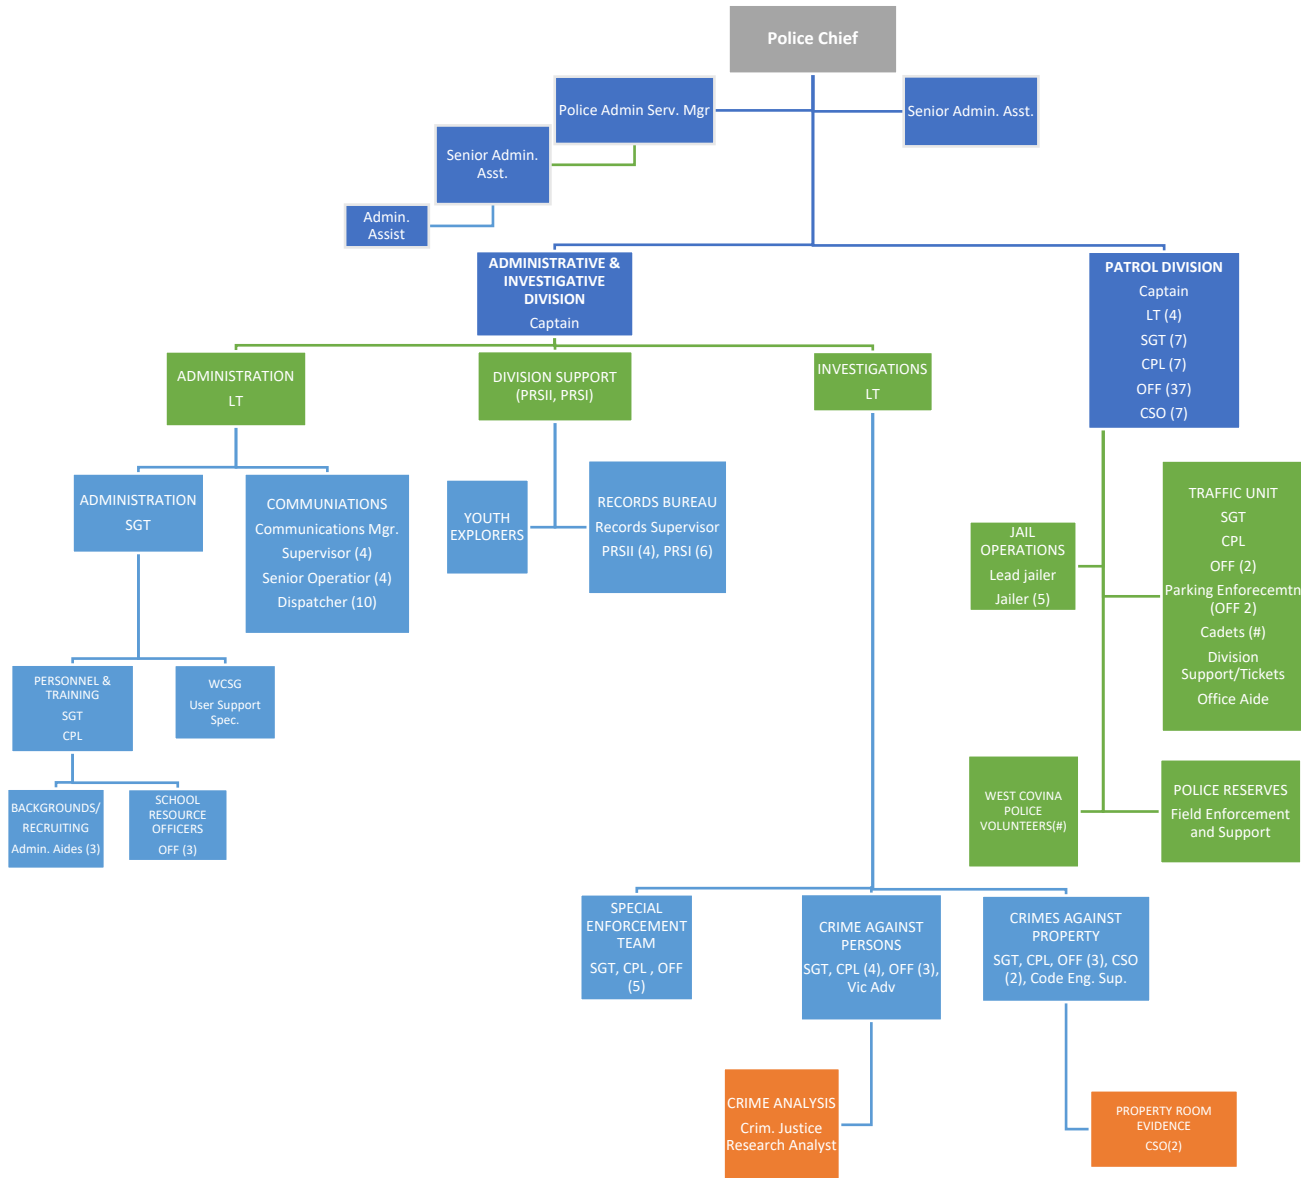 Police Chief
Police Admin Serv. Mgr
Senior Admin. Asst.
Senior Admin.
Asst.
Admin.
Assist
ADMINISTRATIVE &
INVESTIGATIVE
DIVISION
Captain
PATROL DIVISION
Captain
LT (4)
SGT (7)
CPL (7)
OFF (37)
CSO (7)
ADMINISTRATION
LT
DIVISION SUPPORT
(PRSII, PRSI)
INVESTIGATIONS
LT
ADMINISTRATION
SGT
COMMUNIATIONS
Communications Mgr.
Supervisor (4)
Senior Operatior (4)
Dispatcher (10)
YOUTH
EXPLORERS
RECORDS BUREAU
Records Supervisor
PRSII (4), PRSI (6)
JAIL
OPERATIONS
Lead jailer
Jailer (5)
TRAFFIC UNIT
SGT
CPL
OFF (2)
Parking Enforecemtn
(OFF 2)
Cadets (#)
Division
Support/Tickets
Office Aide
PERSONNEL &
TRAINING
SGT
CPL
WCSG
User Support
Spec.
BACKGROUNDS/
RECRUITING
Admin. Aides (3)
SCHOOL
RESOURCE
OFFICERS
OFF (3)
WEST COVINA
POLICE
VOLUNTEERS(#)
POLICE RESERVES
Field Enforcement
and Support
SPECIAL
ENFORCEMENT
TEAM
SGT, CPL , OFF
(5)
CRIME AGAINST
PERSONS
SGT, CPL (4), OFF (3),
Vic Adv
CRIMES AGAINST
PROPERTY
SGT, CPL, OFF (3), CSO
(2), Code Eng. Sup.
CRIME ANALYSIS
Crim. Justice
Research Analyst
PROPERTY ROOM
EVIDENCE
CSO(2)